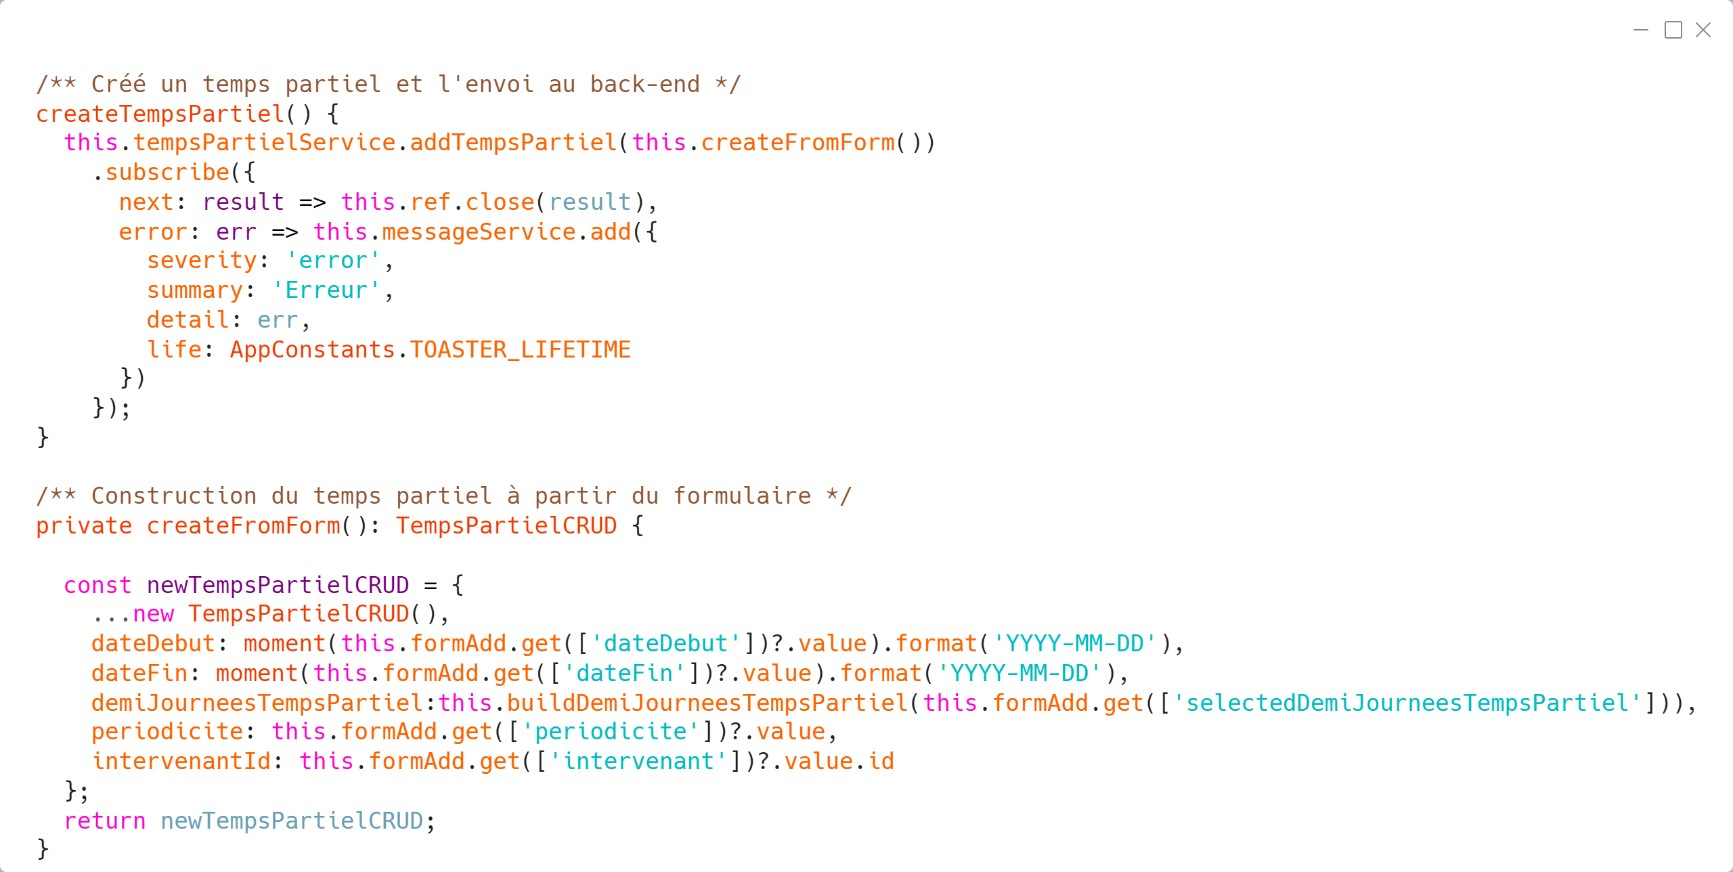 /** Créé un temps partiel et l'envoi au back-end */
createTempsPartiel() {
  this.tempsPartielService.addTempsPartiel(this.createFromForm())
    .subscribe({
      next: result => this.ref.close(result),
      error: err => this.messageService.add({
        severity: 'error',
        summary: 'Erreur',
        detail: err,
        life: AppConstants.TOASTER_LIFETIME
      })
    });
}

/** Construction du temps partiel à partir du formulaire */
private createFromForm(): TempsPartielCRUD {

  const newTempsPartielCRUD = {
    ...new TempsPartielCRUD(),
    dateDebut: moment(this.formAdd.get(['dateDebut'])?.value).format('YYYY-MM-DD'),
    dateFin: moment(this.formAdd.get(['dateFin'])?.value).format('YYYY-MM-DD'),
    demiJourneesTempsPartiel:this.buildDemiJourneesTempsPartiel(this.formAdd.get(['selectedDemiJourneesTempsPartiel'])),
    periodicite: this.formAdd.get(['periodicite'])?.value,
    intervenantId: this.formAdd.get(['intervenant'])?.value.id
  };
  return newTempsPartielCRUD;
}